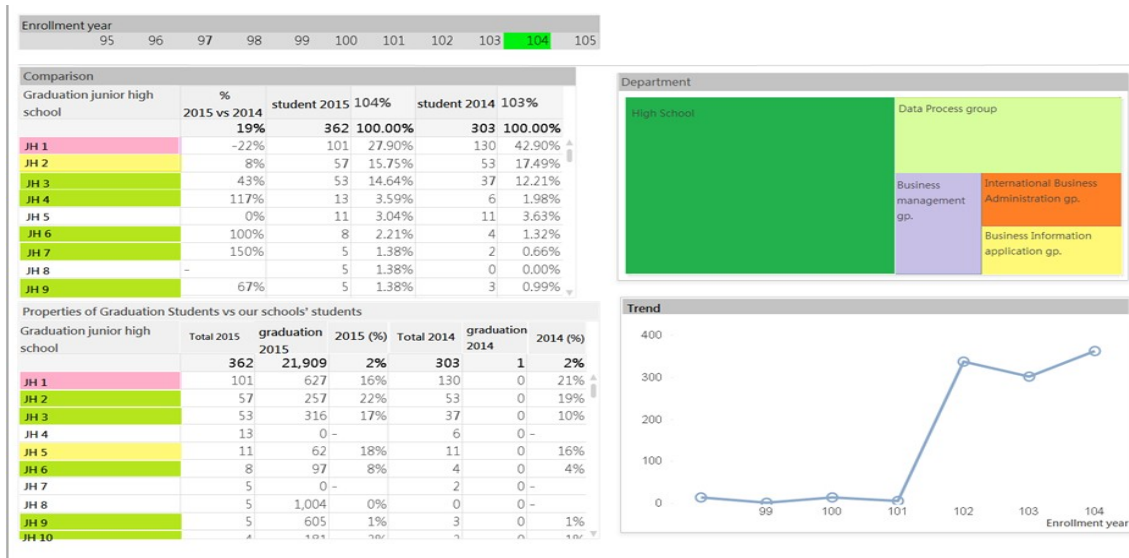 Enrollment year
95 96 97 98 99 100 101 102 103 104 105
Comparison
Graduation junior high school % 2015 vs 2014 student 2015 104% student 2014 103%
19% 362 100.00% 303 100.00%
JH 1 -22% 101 27.90% 130 42.90%
JH 2 8% 57 15.75% 53 17.49%
JH 3 43% 53 14.64% 37 12.21%
JH 4 117% 13 3.59% 6 1.98%
JH 5 0% 11 3.04% 11 3.63%
JH 6 100% 8 2.21% 4 1.32%
JH 7 150% 5 1.38% 2 0.66%
JH 8 - 5 1.38% 0 0.00%
JH 9 67% 5 1.38% 3 0.99%
Properties of Graduation Students vs our schools' students
Graduation junior high school Total 2015 graduation 2015 2015 (%) Total 2014 graduation 2014 2014 (%)
362 21,909 2% 303 1 2%
JH 1 101 627 16% 130 0 21%
JH 2 57 257 22% 53 0 19%
JH 3 53 316 17% 37 0 10%
JH 4 13 0 - 6 0 -
JH 5 11 62 18% 11 0 16%
JH 6 8 97 8% 4 0 4%
JH 7 5 0 - 2 0 -
JH 8 5 1,004 0% 0 0 -
JH 9 5 605 1% 3 0 1%
JH 10
Department
High School
Data Process group
Business
management
gp.
International Business
Administration gp.
Business Information
application gp.
Trend
400
300
200
100
0
99 100 101 102 103 104
Enrollment year